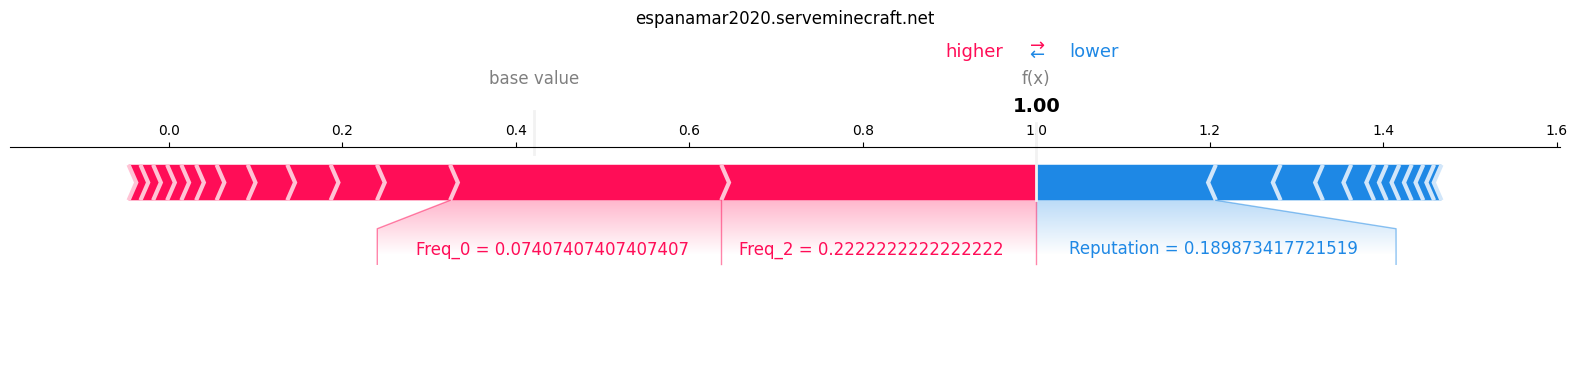 espanamar2020.serveminecraft.net
higher ⇄ lower
base value f(x)
1.00
0.0 0.2 0.4 0.6 0.8 1.0 1.2 1.4 1.6
Freq_0 = 0.07407407407407407 Freq_2 = 0.2222222222222222 Reputation = 0.189873417721519